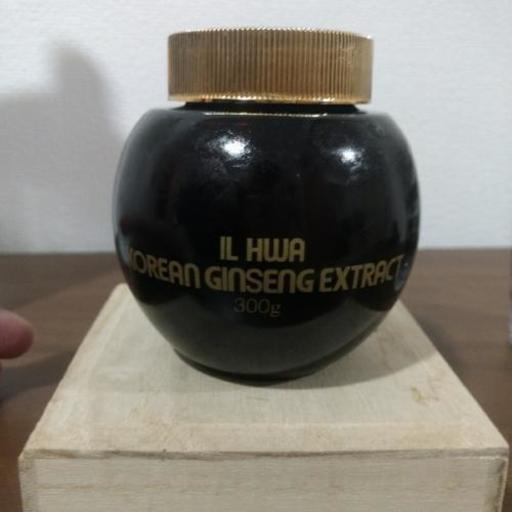 IL HWA
KOREAN GINSENG EXTRACT
300g